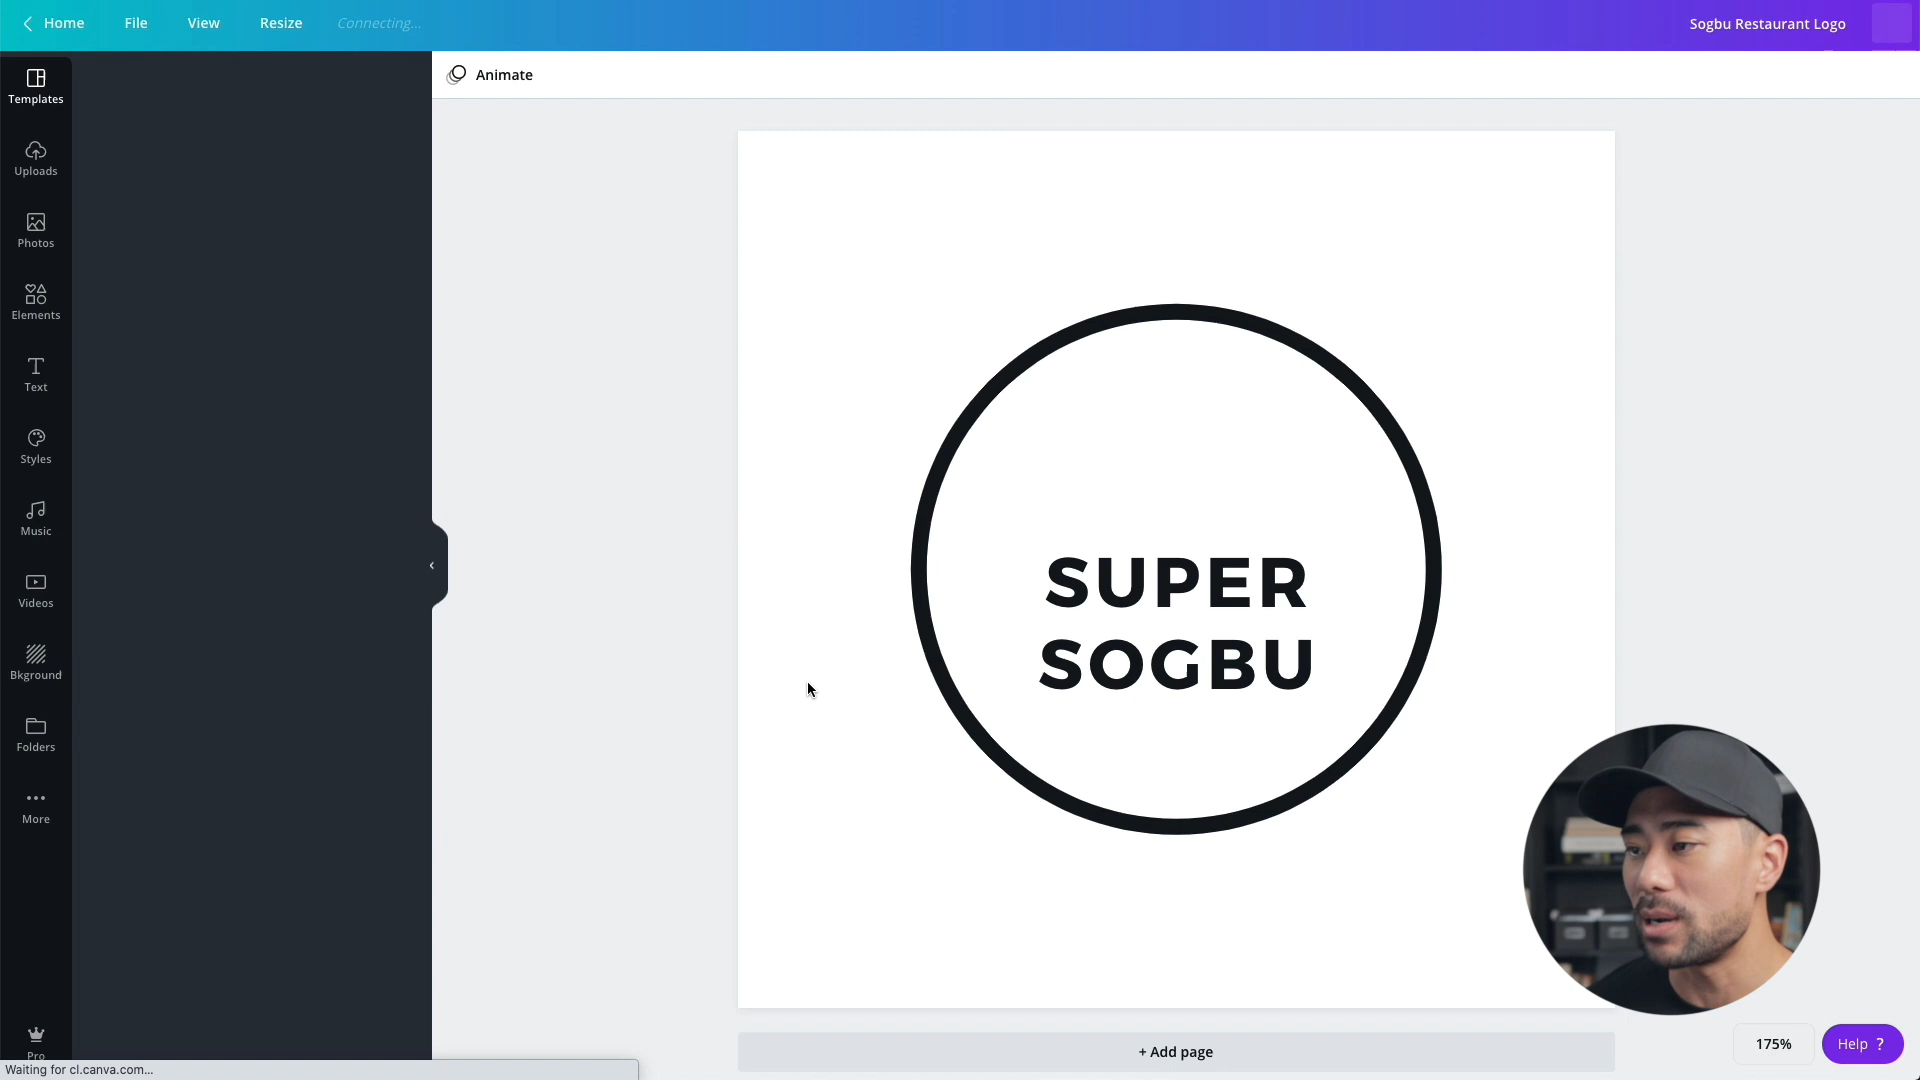 Home
File
View
Resize
Connecting...
Sogbu Restaurant Logo
Animate
Templates
Uploads
Photos
Elements
Text
Styles
Music
Videos
Bkground
Folders
More
Pro
SUPER
SOGBU
+ Add page
175%
Help ?
Waiting for cl.canva.com...